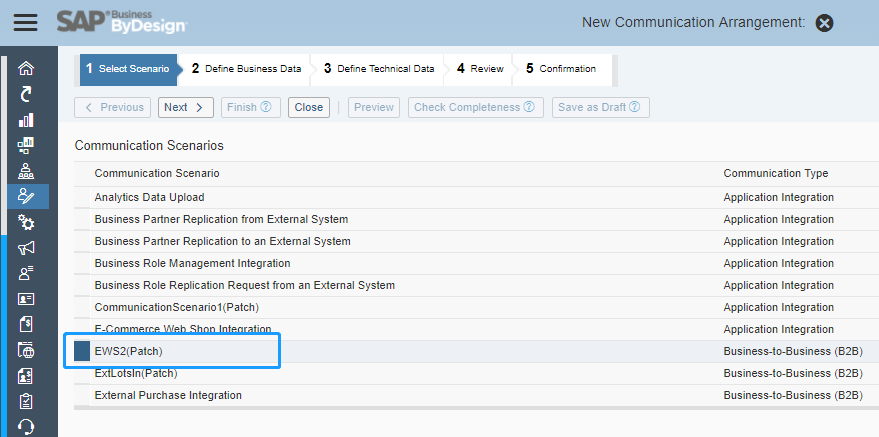 SAP® Business ByDesign®
New Communication Arrangement:
1 Select Scenario 2 Define Business Data 3 Define Technical Data 4 Review 5 Confirmation
Previous Next Finish Close Preview Check Completeness Save as Draft
Communication Scenarios
Communication Scenario Communication Type
Analytics Data Upload Application Integration
Business Partner Replication from External System Application Integration
Business Partner Replication to an External System Application Integration
Business Role Management Integration Application Integration
Business Role Replication Request from an External System Application Integration
CommunicationScenario1(Patch) Application Integration
E-Commerce Web Shop Integration Application Integration
EWS2(Patch) Business-to-Business (B2B)
ExtLotsIn(Patch) Business-to-Business (B2B)
External Purchase Integration Business-to-Business (B2B)